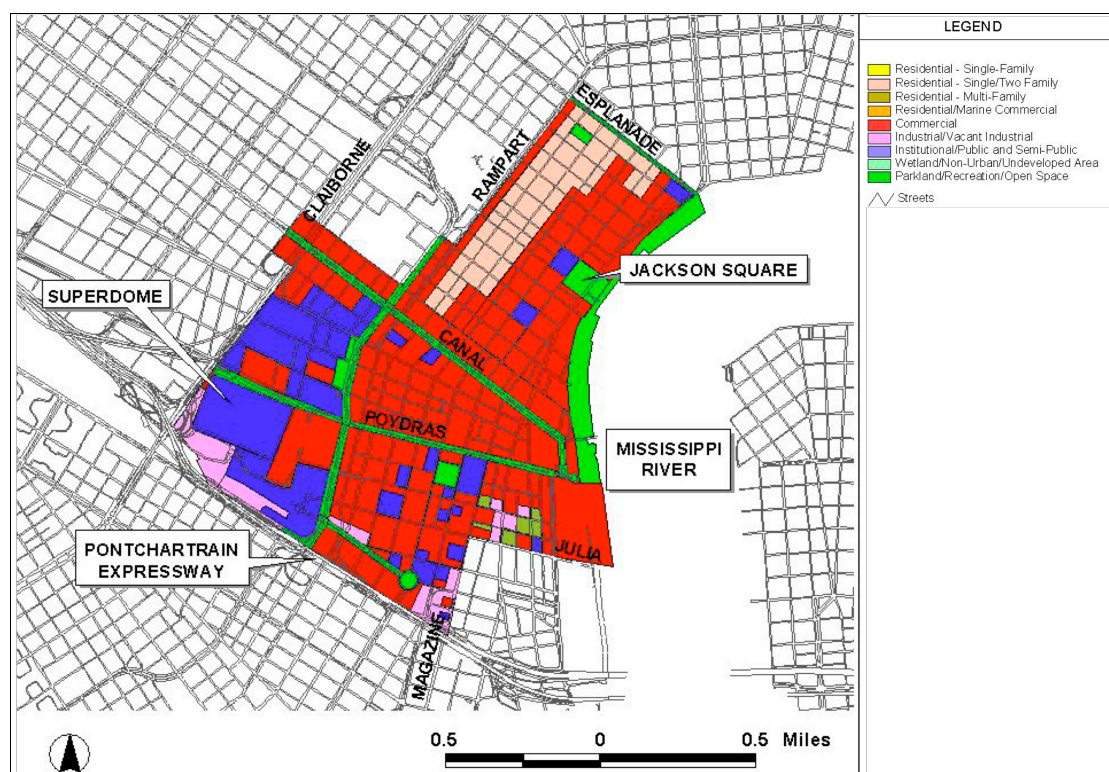 LEGEND
Residential - Single-Family
Residential - Single/Two Family
Residential - Multi-Family
Residential/Marine Commercial
Commercial
Industrial/Vacant Industrial
Institutional/Public and Semi-Public
Wetland/Non-Urban/Undeveloped Area
Parkland/Recreation/Open Space
Streets
ESPLANADE
RAMPART
CLAIBORNE
JACKSON SQUARE
SUPERDOME
CANAL
POYDRAS
MISSISSIPPI
RIVER
JULIA
PONTCHARTRAIN
EXPRESSWAY
MAGAZINE
0.5 0 0.5 Miles